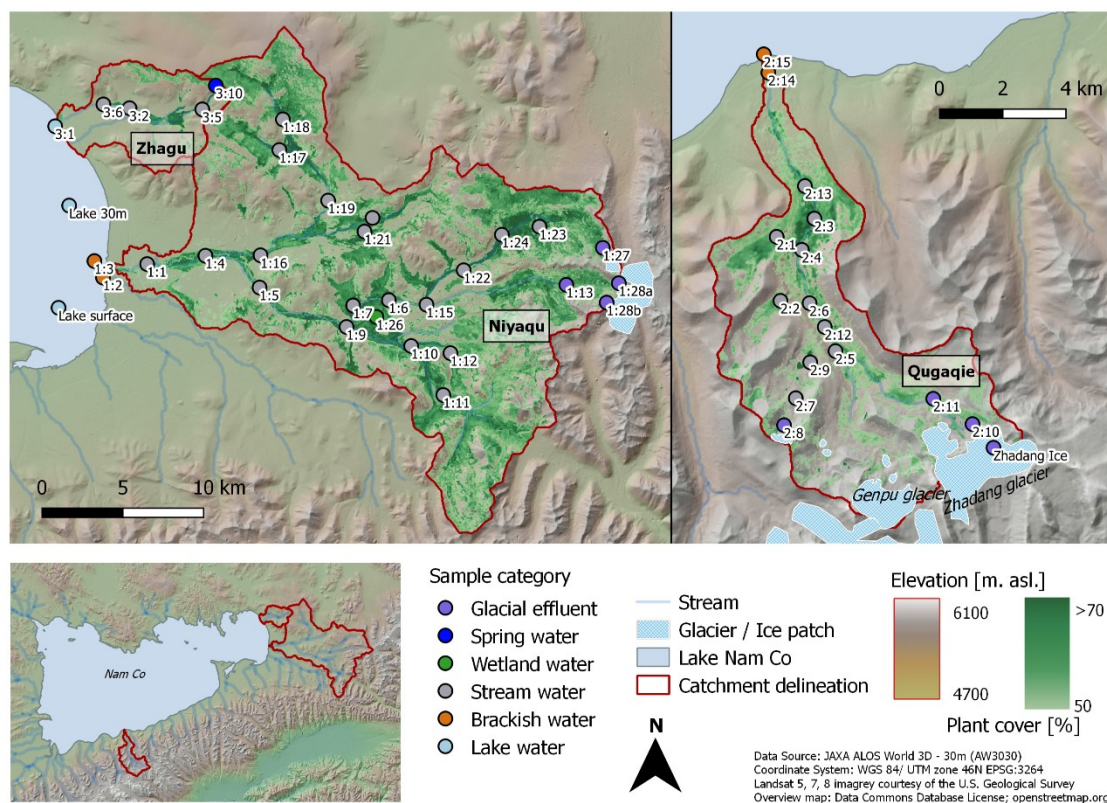 2:15
2:14
0 2 4 km
3:10
3:6
3:2
3:5
3:1
1:18
Zhagu
1:17
2:13
Lake 30m
1:19
2:3
1:21
2:1
1:23
1:24
2:4
1:27
1:4
1:16
1:3
1:1
1:22
1:2
1:28a
1:13
1:5
2:2
2:6
1:6
1:15
1:28b
Lake surface
1:7
1:26
Niyaqu
2:12
1:9
2:5
1:10
1:12
2:9
Qugaqie
1:11
2:7
2:11
2:8
2:10
Zhadang Ice
0 5 10 km
Genpu glacier
Zhadang glacier
Nam Co
Sample category
Glacial effluent
Spring water
Wetland water
Stream water
Brackish water
Lake water
Stream
Glacier / Ice patch
Lake Nam Co
Catchment delineation
N
Elevation [m. asl.]
6100
4700
>70
50
Plant cover [%]
Data Source: JAXA ALOS World 3D - 30m (AW3030)
Coordinate System: WGS 84/ UTM zone 46N EPSG:3264
Landsat 5, 7, 8 imagrey courtesy of the U.S. Geological Survey
Overview map: Data Commons Database License; openstreetmap.org